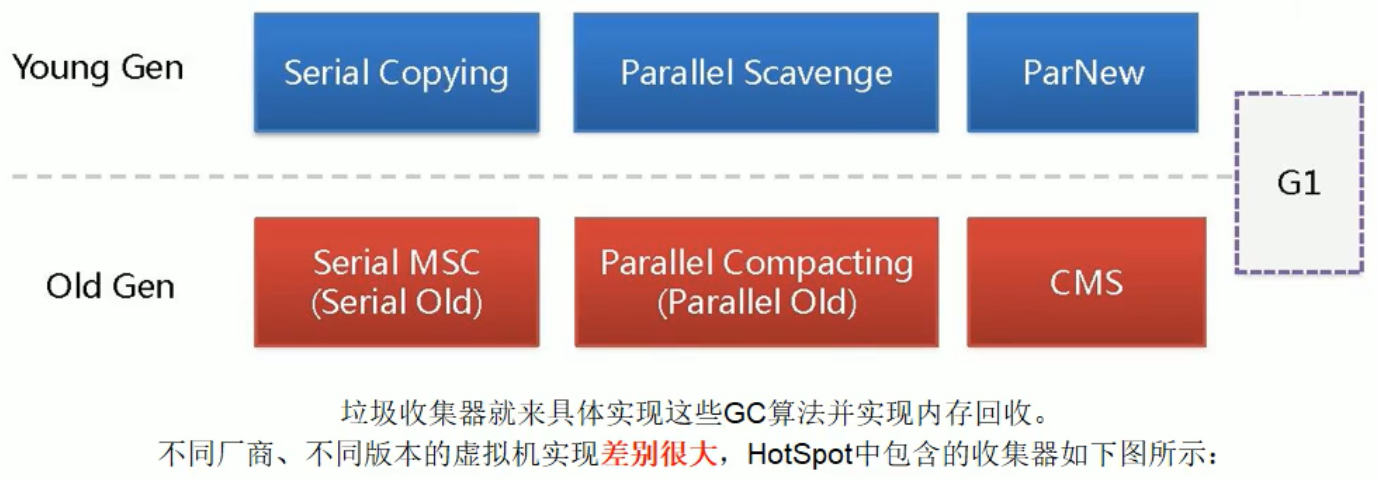 Young Gen
Serial Copying
Parallel Scavenge
ParNew
G1
Old Gen
Serial MSC
(Serial Old)
Parallel Compacting
(Parallel Old)
CMS
垃圾收集器就来具体实现这些GC算法并实现内存回收。
不同厂商、不同版本的虚拟机实现差别很大，HotSpot中包含的收集器如下图所示：